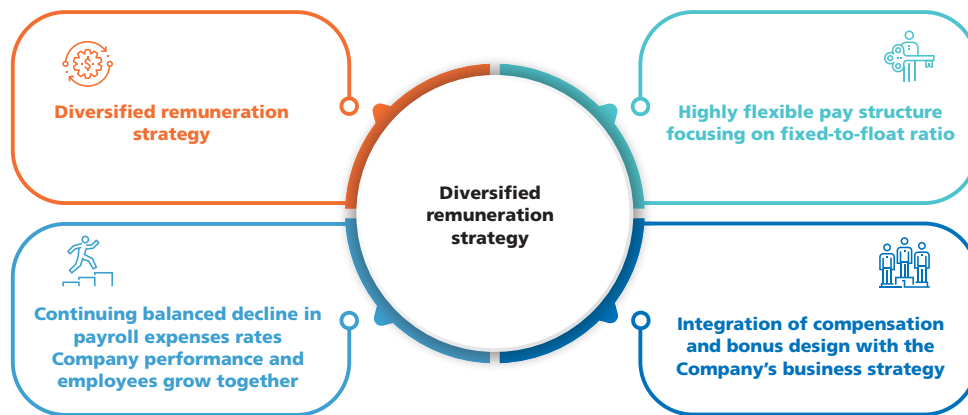 Diversified remuneration
strategy
Highly flexible pay structure
focusing on fixed-to-float ratio
Diversified
remuneration
strategy
Continuing balanced decline in
payroll expenses rates
Company performance and
employees grow together
Integration of compensation
and bonus design with the
Company's business strategy